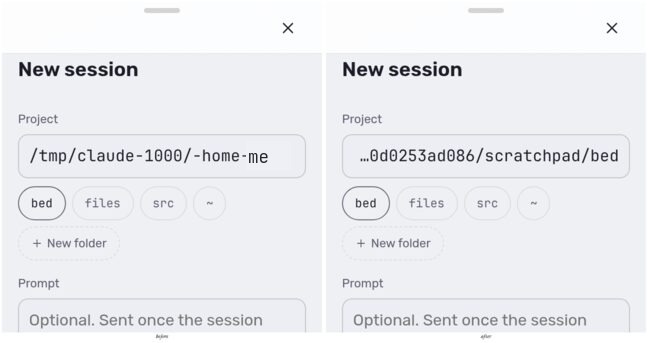 New session
Project
/tmp/claude-1000/-home-me
bed
files
src
~
+ New folder
Prompt
Optional. Sent once the session
before
New session
Project
…0d0253ad086/scratchpad/bed
bed
files
src
~
+ New folder
Prompt
Optional. Sent once the session
after